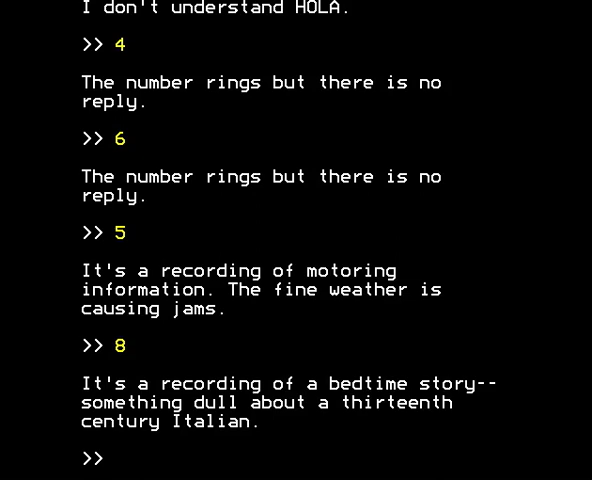 I don't understand HOLA.
>> 4
The number rings but there is no
reply.
>> 6
The number rings but there is no
reply.
>> 5
It's a recording of motoring
information. The fine weather is
causing jams.
>> 8
It's a recording of a bedtime story--
something dull about a thirteenth
century Italian.
>>